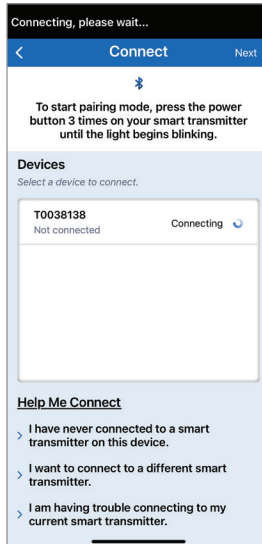 Connecting, please wait...
Connect Next
To start pairing mode, press the power
button 3 times on your smart transmitter
until the light begins blinking.
Devices
Select a device to connect.
T0038138
Connecting
Not connected
Help Me Connect
I have never connected to a smart
transmitter on this device.
I want to connect to a different smart
transmitter.
I am having trouble connecting to my
current smart transmitter.